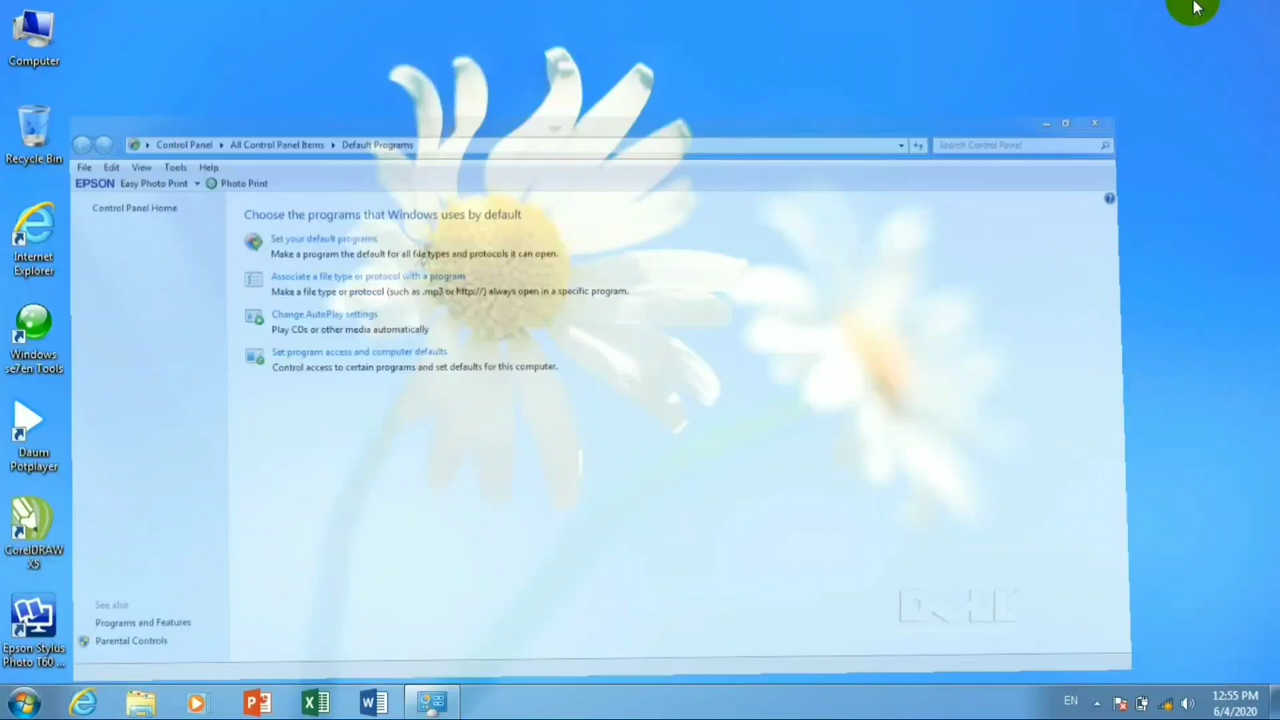 Computer
Recycle Bin
Internet
Explorer
Windows
se7en Tools
Daum
Potplayer
CorelDRAW
X5
Epson Stylus
Photo T60 ...
Control Panel
All Control Panel Items
Default Programs
Search Control Panel
File
Edit
View
Tools
Help
EPSON
Easy Photo Print
Photo Print
Control Panel Home
Choose the programs that Windows uses by default
Set your default programs
Make a program the default for all file types and protocols it can open.
Associate a file type or protocol with a program
Make a file type or protocol (such as .mp3 or http://) always open in a specific program.
Change AutoPlay settings
Play CDs or other media automatically
Set program access and computer defaults
Control access to certain programs and set defaults for this computer.
See also
Programs and Features
Parental Controls
DELL
EN
12:55 PM
6/4/2020